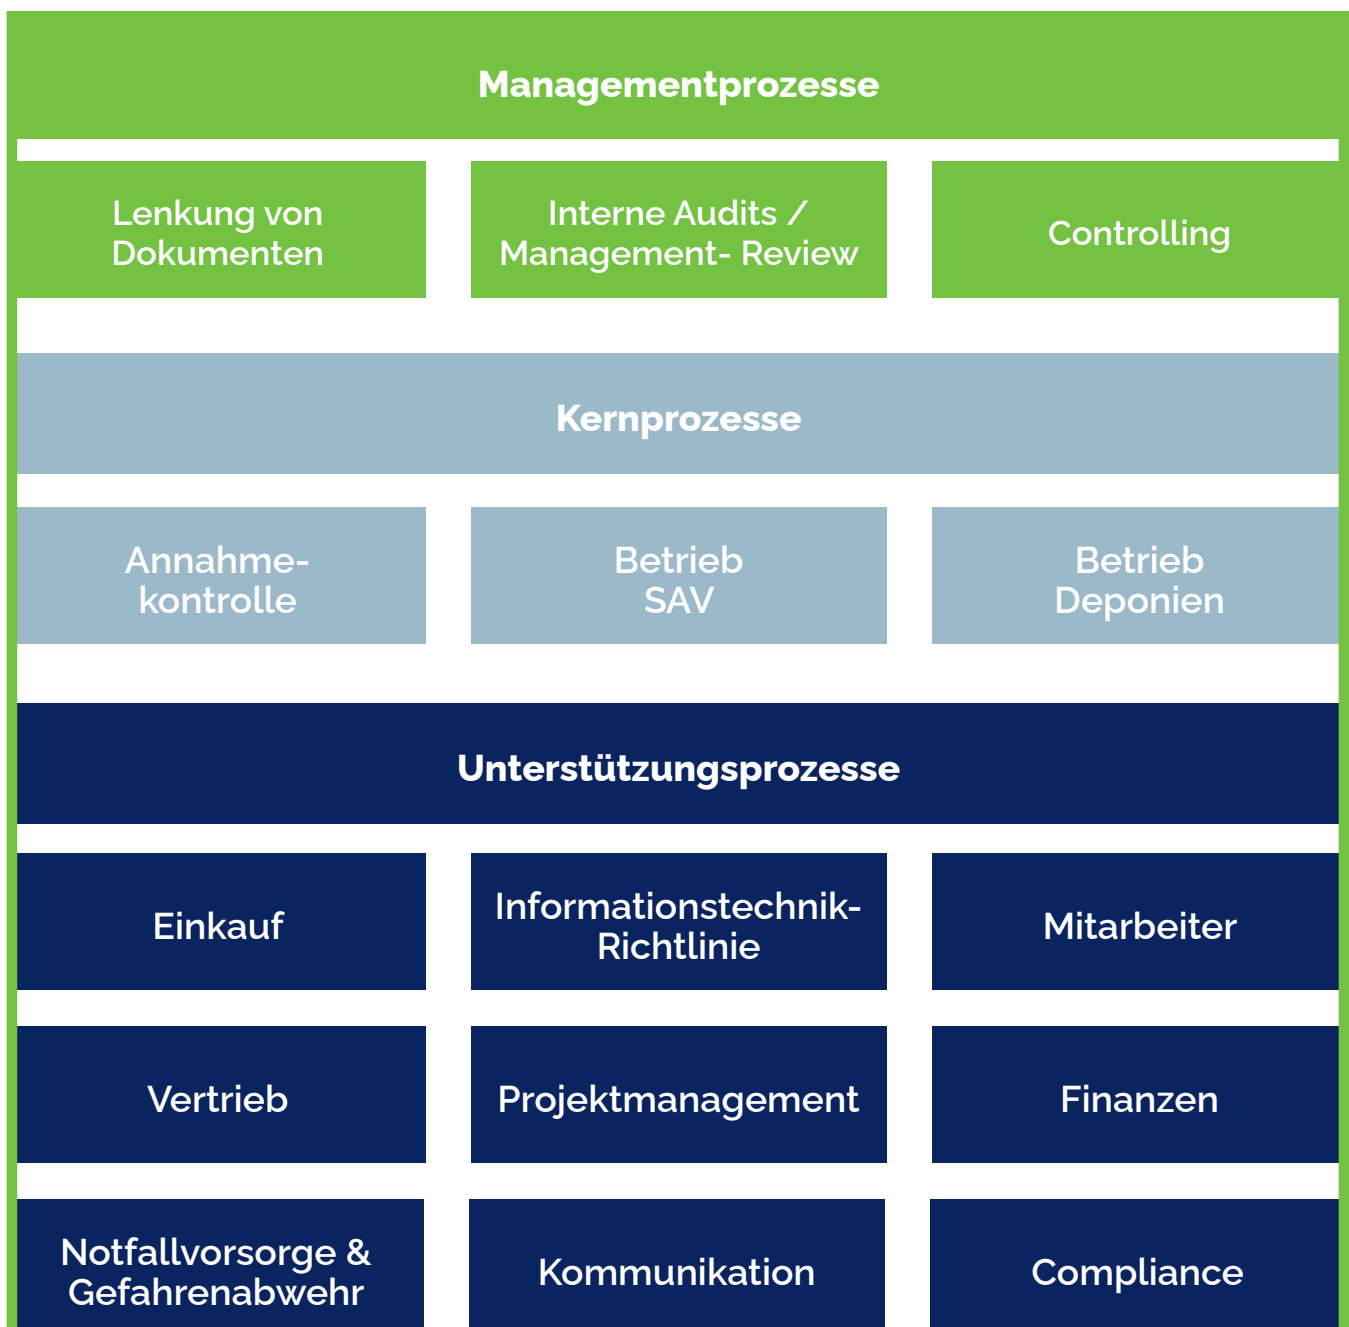 Managementprozesse
Lenkung von
Dokumenten
Interne Audits /
Management- Review
Controlling
Kernprozesse
Annahme-
kontrolle
Betrieb
SAV
Betrieb
Deponien
Unterstützungsprozesse
Einkauf
Informationstechnik-
Richtlinie
Mitarbeiter
Vertrieb
Projektmanagement
Finanzen
Notfallvorsorge &
Gefahrenabwehr
Kommunikation
Compliance